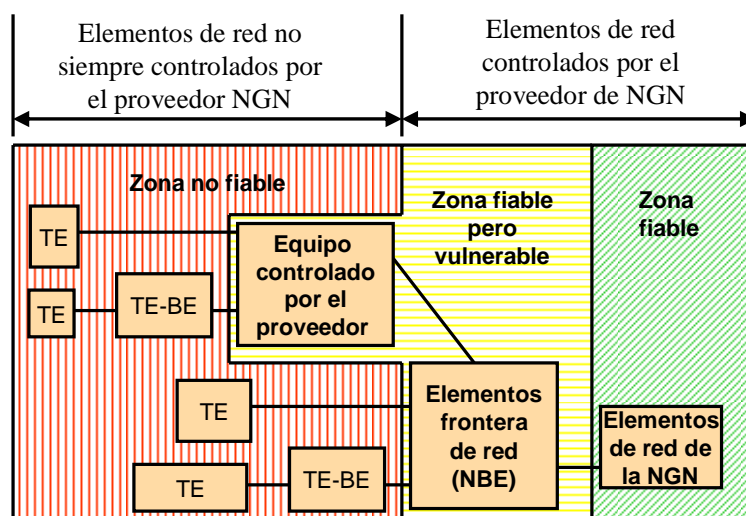 Elementos de red no
siempre controlados por
el proveedor NGN
Elementos de red
controlados por el
proveedor de NGN
Zona no fiable
Zona fiable
pero
vulnerable
Zona
fiable
TE
Equipo
controlado
por el
proveedor
TE
TE-BE
TE
Elementos
frontera
de red
(NBE)
Elementos
de red de
la NGN
TE
TE-BE